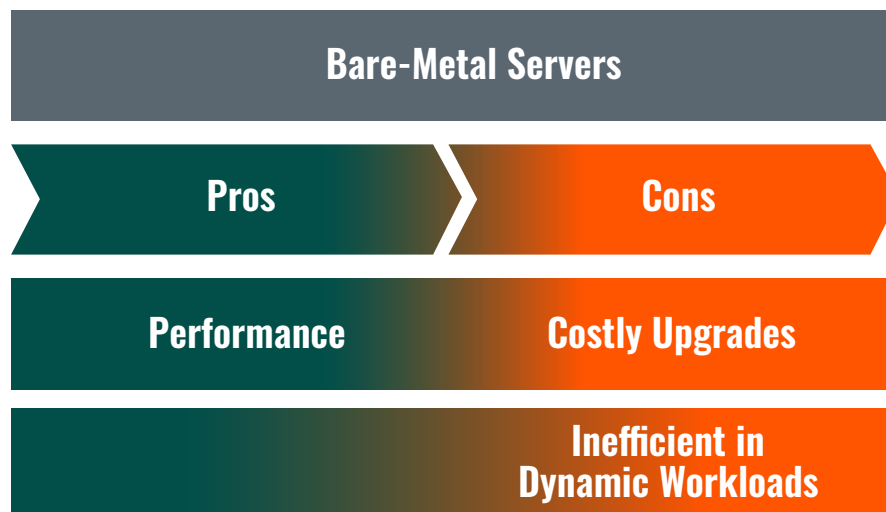 Bare-Metal Servers
Pros
Cons
Performance
Costly Upgrades
Inefficient in
Dynamic Workloads